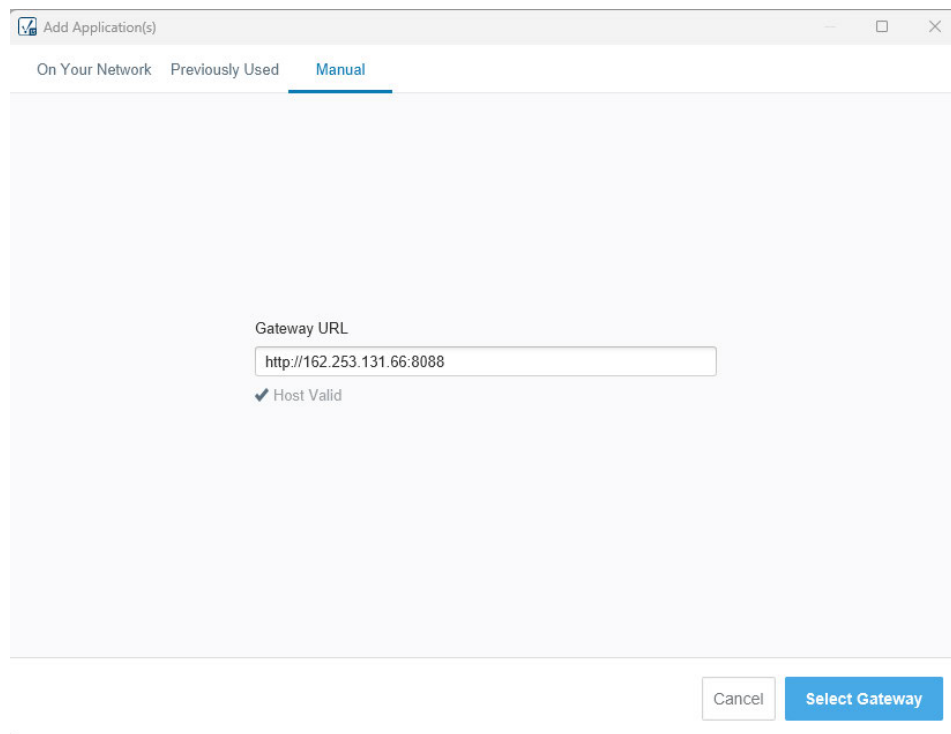 Add Application(s)
On Your Network Previously Used Manual
Gateway URL
http://162.253.131.66:8088
Host Valid
Cancel Select Gateway